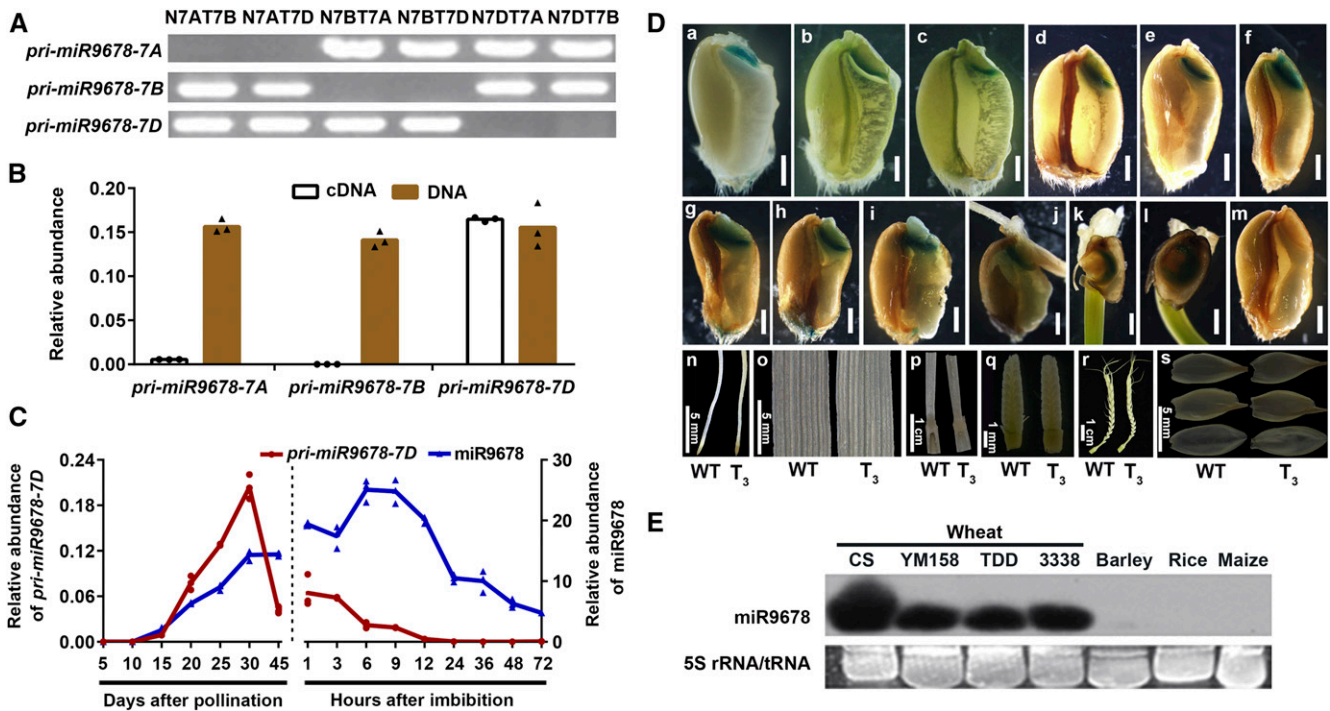 A
N7AT7B N7AT7D N7BT7A N7BT7D N7DT7A N7DT7B
pri-miR9678-7A
pri-miR9678-7B
pri-miR9678-7D
B
cDNA DNA
Relative abundance
0.20
0.15
0.10
0.05
0.00
pri-miR9678-7A pri-miR9678-7B pri-miR9678-7D
C
pri-miR9678-7D miR9678
Relative abundance
of pri-miR9678-7D
0.24
0.18
0.12
0.06
0.00
30
20
10
0
Relative abundance
of miR9678
5 10 15 20 25 30 45 1 3 6 9 12 24 36 48 72
Days after pollination Hours after imbibition
D
a b c d e f
g h i j k l m
n o p q r s
5 mm 5 mm 1 cm 1 mm 1 cm 5 mm
WT T3 WT T3 WT T3 WT T3 WT T3 WT T3
E
Wheat
CS YM158 TDD 3338 Barley Rice Maize
miR9678
5S rRNA/tRNA